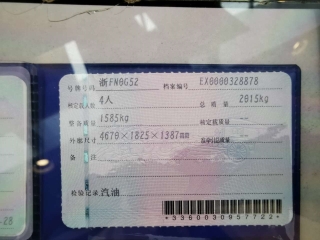 号牌号码 浙FN0G52 档案编号 EX0000328878
核定载人数 4人 总质量 2015kg
整备质量 1585kg 核定载质量 --
外廓尺寸 4670×1825×1387mm 准牵引总质量 --
备注
检验记录 汽油
*3360030957722*